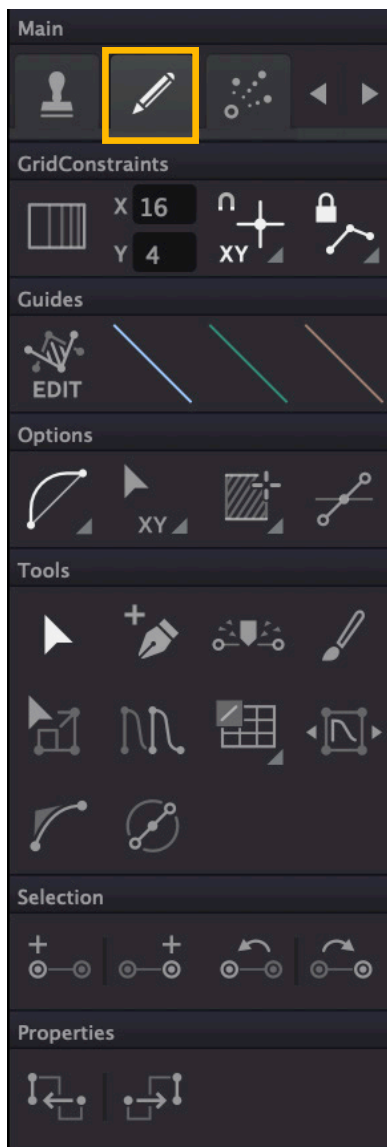 Main
GridConstraints
X 16
Y 4
XY
Guides
EDIT
Options
XY
Tools
Selection
Properties